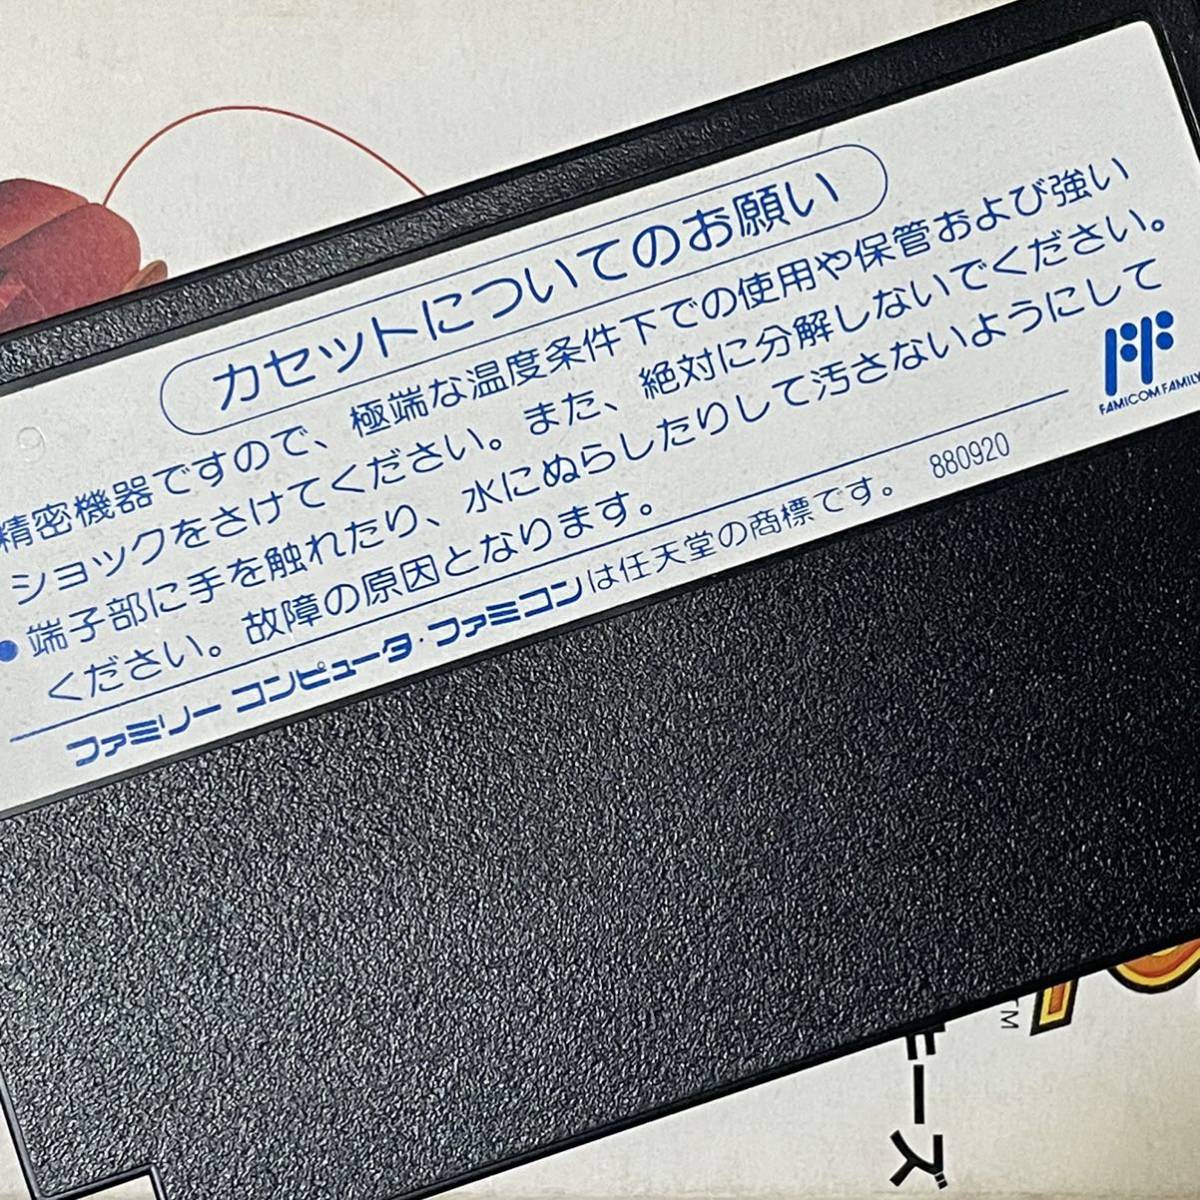 カセットについてのお願い
精密機器ですので、極端な温度条件下での使用や保管および強い
ショックをさけてください。また、絶対に分解しないでください。
●端子部に手を触れたり、水にぬらしたりして汚さないようにして
ください。故障の原因となります。
ファミリーコンピュータ・ファミコンは任天堂の商標です。 880920
FAMICOM FAMILY
TM
ーズ